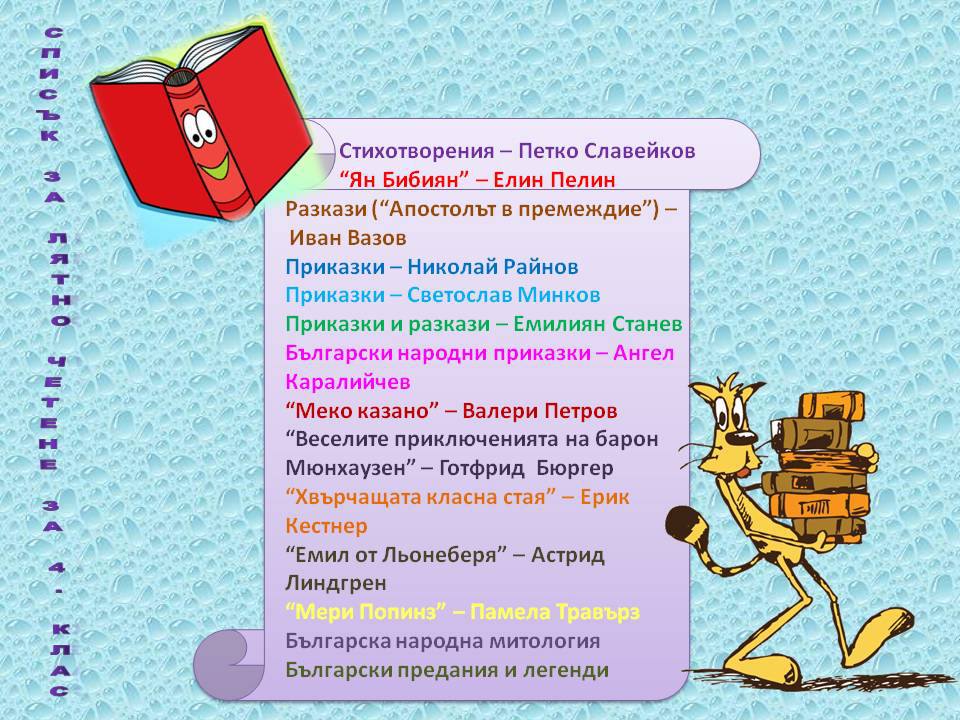 СПИСЪК ЗА ЛЯТНО ЧЕТЕНЕ ЗА 4. КЛАС
Стихотворения – Петко Славейков
“Ян Бибиян” – Елин Пелин
Разкази (“Апостолът в премеждие”) –
Иван Вазов
Приказки – Николай Райнов
Приказки – Светослав Минков
Приказки и разкази – Емилиян Станев
Български народни приказки – Ангел
Каралийчев
“Меко казано” – Валери Петров
“Веселите приключенията на барон
Мюнхаузен” – Готфрид Бюргер
“Хвърчащата класна стая” – Ерик
Кестнер
“Емил от Льонеберя” – Астрид
Линдгрен
“Мери Попинз” – Памела Травърз
Българска народна митология
Български предания и легенди